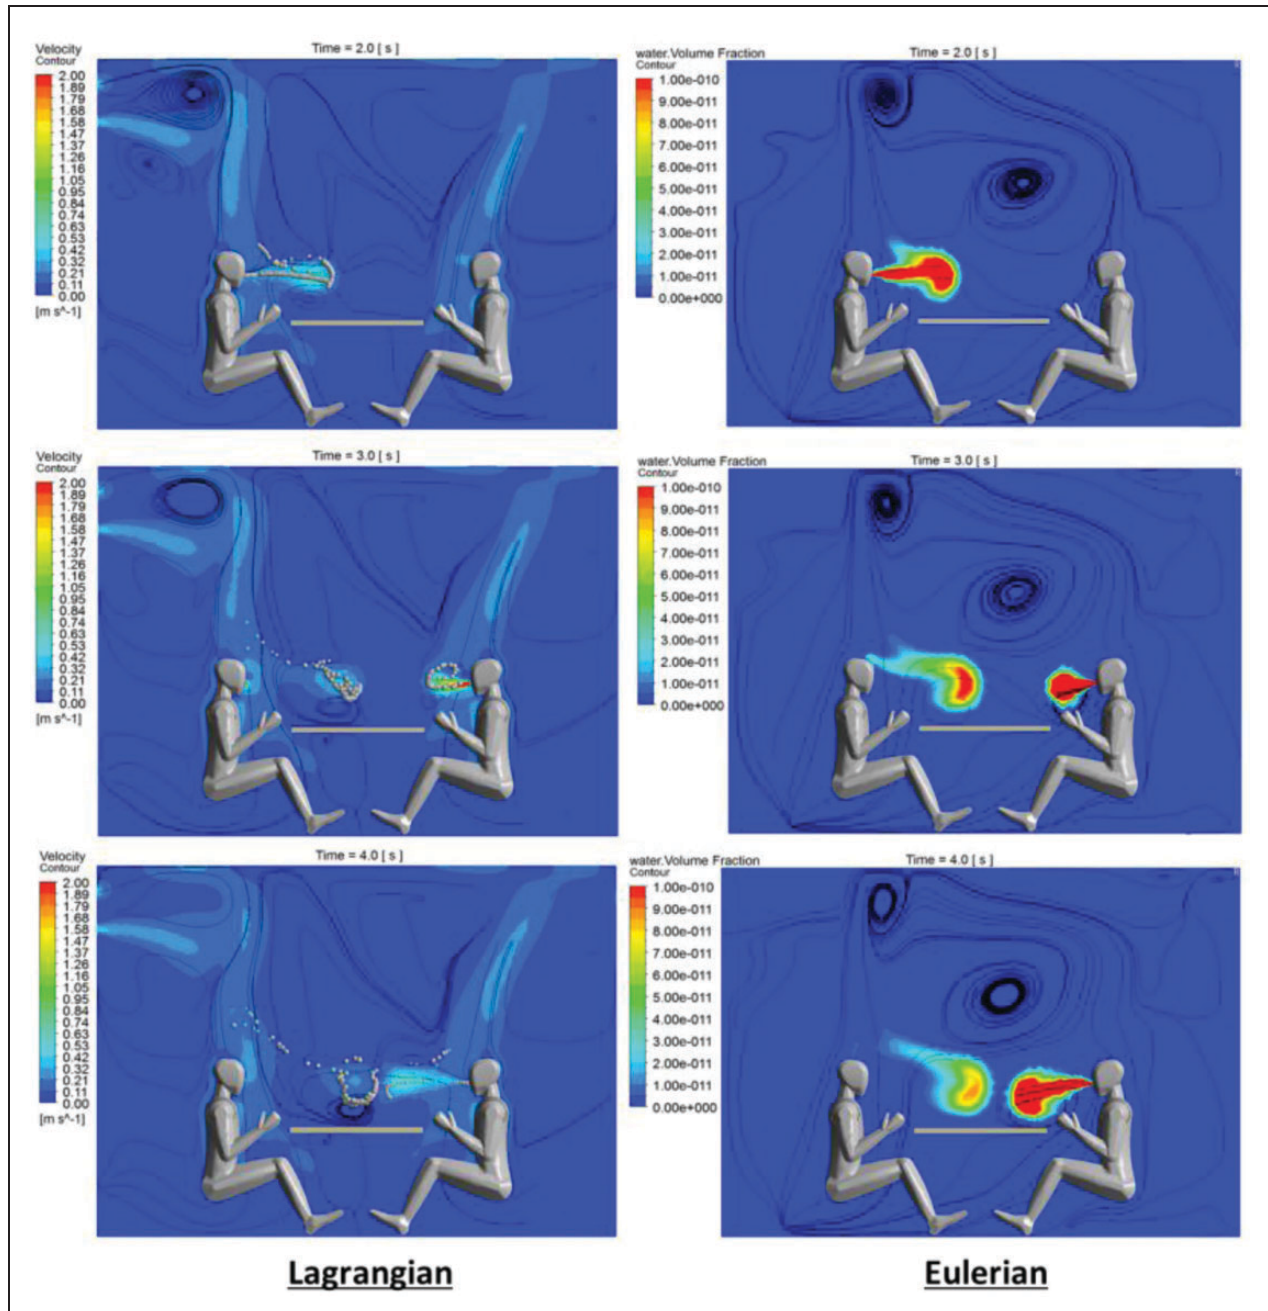 Velocity
Contour
Time = 2.0 [ s ]
2.00
1.89
1.79
1.68
1.58
1.47
1.37
1.26
1.16
1.05
0.95
0.84
0.74
0.63
0.53
0.42
0.32
0.21
0.11
0.00
[m s^-1]
water.Volume Fraction
Contour
Time = 2.0 [ s ]
1.00e-010
9.00e-011
8.00e-011
7.00e-011
6.00e-011
5.00e-011
4.00e-011
3.00e-011
2.00e-011
1.00e-011
0.00e+000
Velocity
Contour
Time = 3.0 [ s ]
2.00
1.89
1.79
1.68
1.58
1.47
1.37
1.26
1.16
1.05
0.95
0.84
0.74
0.63
0.53
0.42
0.32
0.21
0.11
0.00
[m s^-1]
water.Volume Fraction
Contour
Time = 3.0 [ s ]
1.00e-010
9.00e-011
8.00e-011
7.00e-011
6.00e-011
5.00e-011
4.00e-011
3.00e-011
2.00e-011
1.00e-011
0.00e+000
Velocity
Contour
Time = 4.0 [ s ]
2.00
1.89
1.79
1.68
1.58
1.47
1.37
1.26
1.16
1.05
0.95
0.84
0.74
0.63
0.53
0.42
0.32
0.21
0.11
0.00
[m s^-1]
water.Volume Fraction
Contour
Time = 4.0 [ s ]
1.00e-010
9.00e-011
8.00e-011
7.00e-011
6.00e-011
5.00e-011
4.00e-011
3.00e-011
2.00e-011
1.00e-011
0.00e+000
Lagrangian
Eulerian